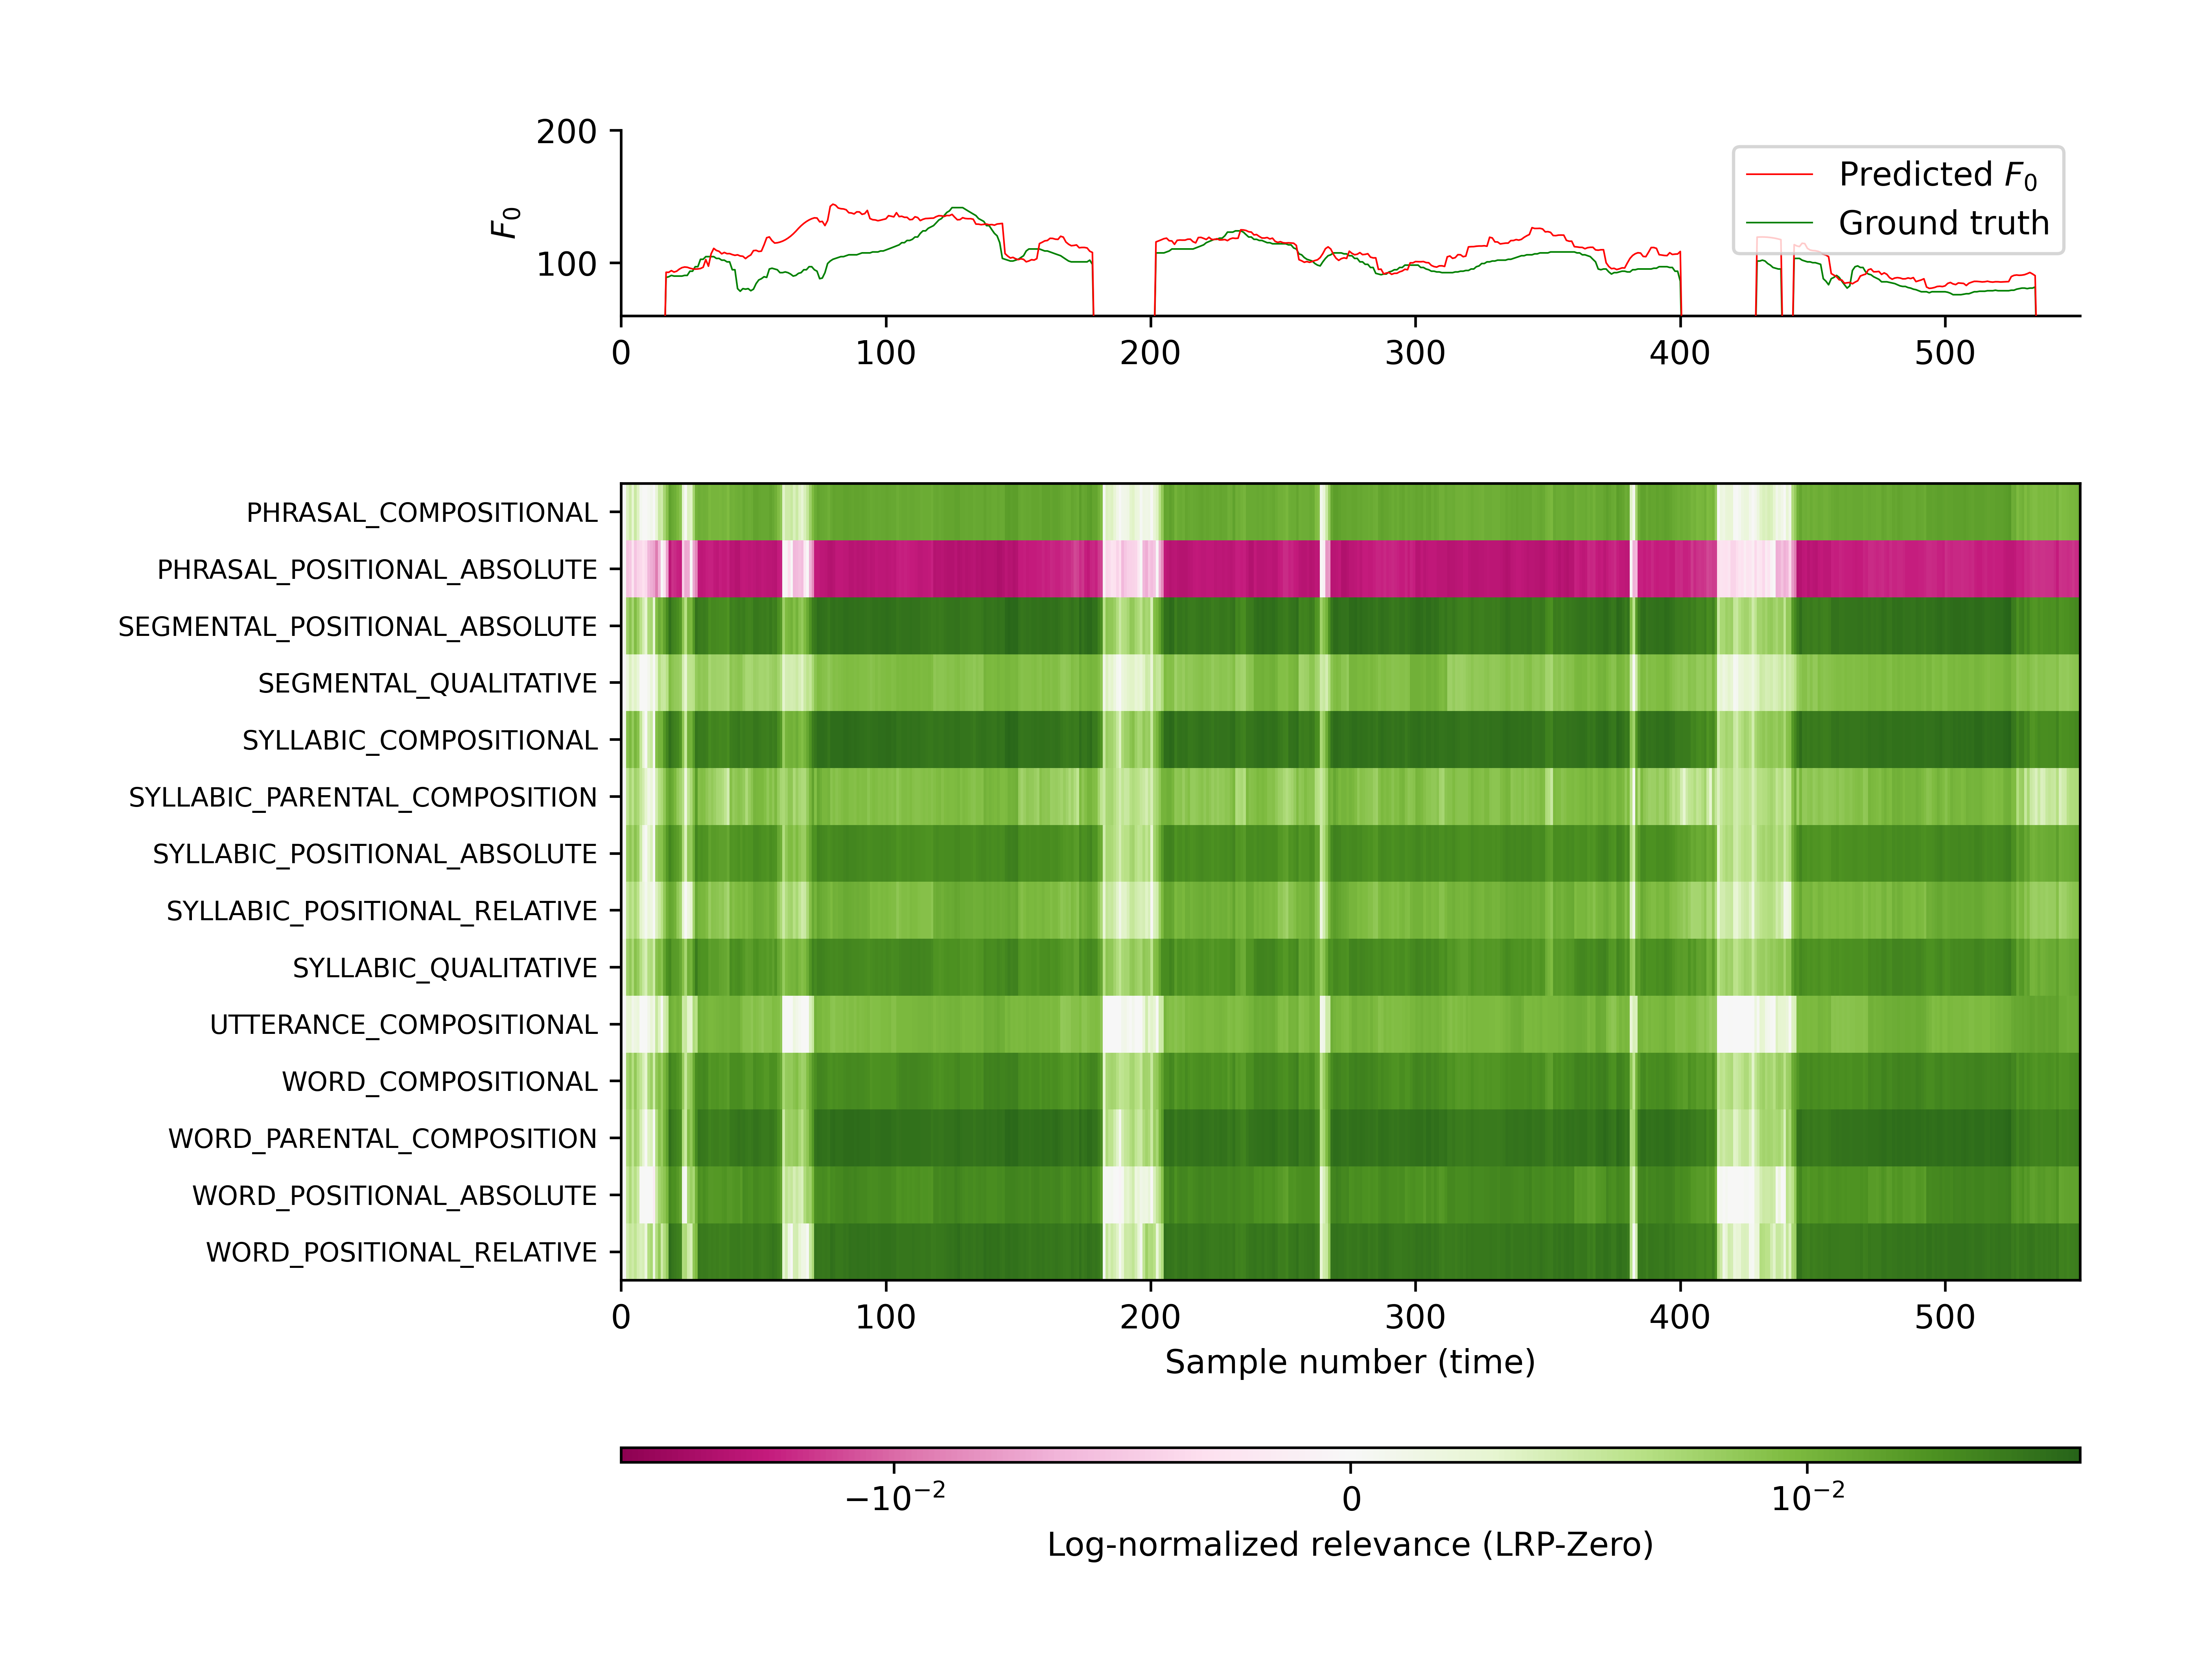 200
100
F₀
Predicted F₀
Ground truth
0 100 200 300 400 500
PHRASAL_COMPOSITIONAL
PHRASAL_POSITIONAL_ABSOLUTE
SEGMENTAL_POSITIONAL_ABSOLUTE
SEGMENTAL_QUALITATIVE
SYLLABIC_COMPOSITIONAL
SYLLABIC_PARENTAL_COMPOSITION
SYLLABIC_POSITIONAL_ABSOLUTE
SYLLABIC_POSITIONAL_RELATIVE
SYLLABIC_QUALITATIVE
UTTERANCE_COMPOSITIONAL
WORD_COMPOSITIONAL
WORD_PARENTAL_COMPOSITION
WORD_POSITIONAL_ABSOLUTE
WORD_POSITIONAL_RELATIVE
0 100 200 300 400 500
Sample number (time)
−10⁻² 0 10⁻²
Log-normalized relevance (LRP-Zero)